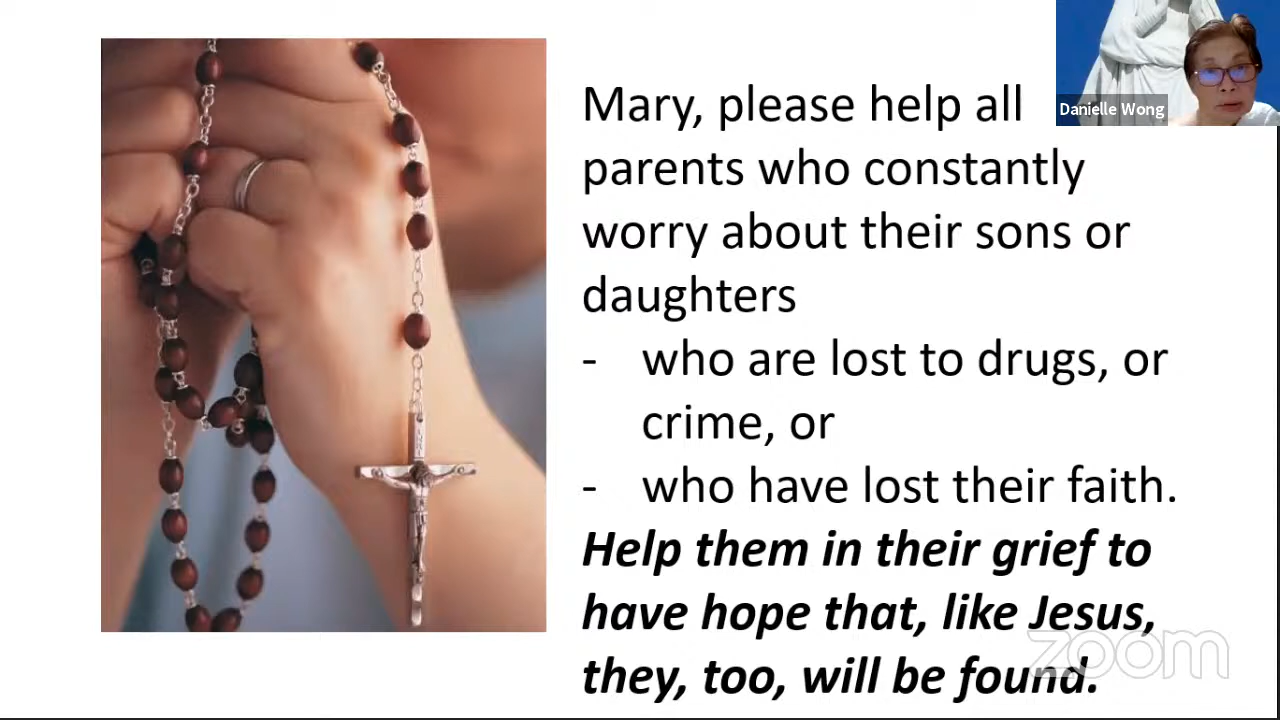 Mary, please help all
parents who constantly
worry about their sons or
daughters
- who are lost to drugs, or
crime, or
- who have lost their faith.
Help them in their grief to
have hope that, like Jesus,
they, too, will be found.
Danielle Wong
zoom